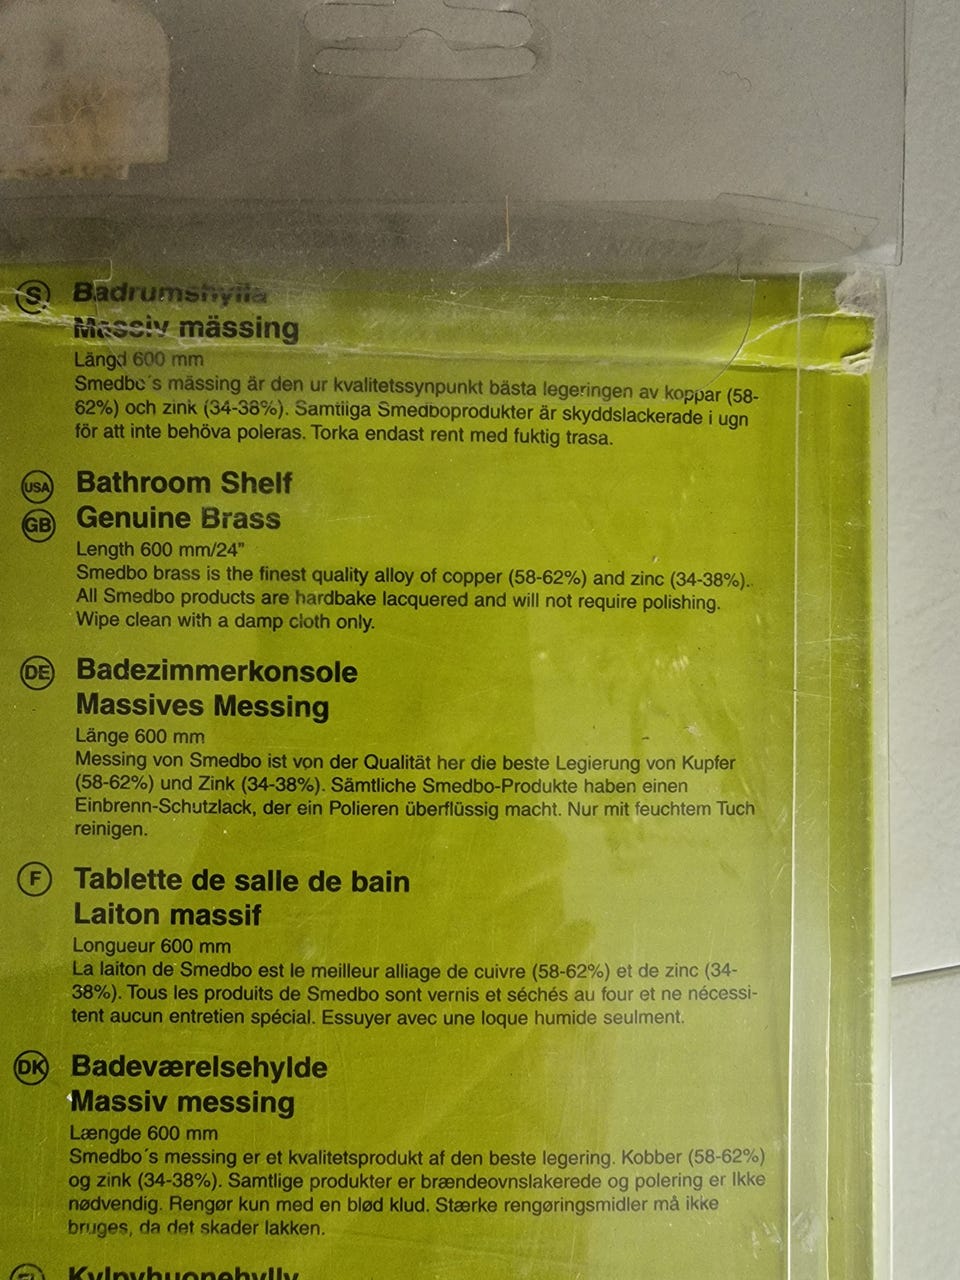 S
Badrumshylla
Massiv mässing
Längd 600 mm
Smedbo´s mässing är den ur kvalitetssynpunkt bästa legeringen av koppar (58-
62%) och zink (34-38%). Samtliga Smedboprodukter är skyddslackerade i ugn
för att inte behöva poleras. Torka endast rent med fuktig trasa.
USA
Bathroom Shelf
GB
Genuine Brass
Length 600 mm/24"
Smedbo brass is the finest quality alloy of copper (58-62%) and zinc (34-38%).
All Smedbo products are hardbake lacquered and will not require polishing.
Wipe clean with a damp cloth only.
DE
Badezimmerkonsole
Massives Messing
Länge 600 mm
Messing von Smedbo ist von der Qualität her die beste Legierung von Kupfer
(58-62%) und Zink (34-38%). Sämtliche Smedbo-Produkte haben einen
Einbrenn-Schutzlack, der ein Polieren überflüssig macht. Nur mit feuchtem Tuch
reinigen.
F
Tablette de salle de bain
Laiton massif
Longueur 600 mm
La laiton de Smedbo est le meilleur alliage de cuivre (58-62%) et de zinc (34-
38%). Tous les produits de Smedbo sont vernis et séchés au four et ne nécessi-
tent aucun entretien spécial. Essuyer avec une loque humide seulment.
DK
Badeværelsehylde
Massiv messing
Længde 600 mm
Smedbo´s messing er et kvalitetsprodukt af den beste legering. Kobber (58-62%)
og zink (34-38%). Samtlige produkter er brændeovnslakerede og polering er Ikke
nødvendig. Rengør kun med en blød klud. Stærke rengøringsmidler må ikke
bruges, da det skader lakken.
Kylpyhuonehylly